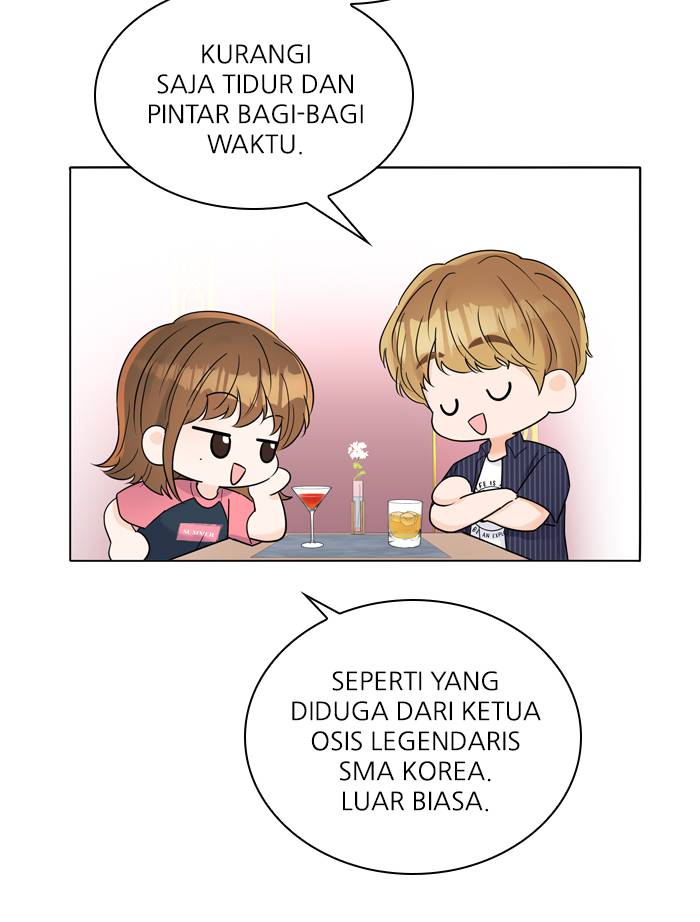 KURANGI
SAJA TIDUR DAN
PINTAR BAGI-BAGI
WAKTU.
SUMMER
SEPERTI YANG
DIDUGA DARI KETUA
OSIS LEGENDARIS
SMA KOREA.
LUAR BIASA.